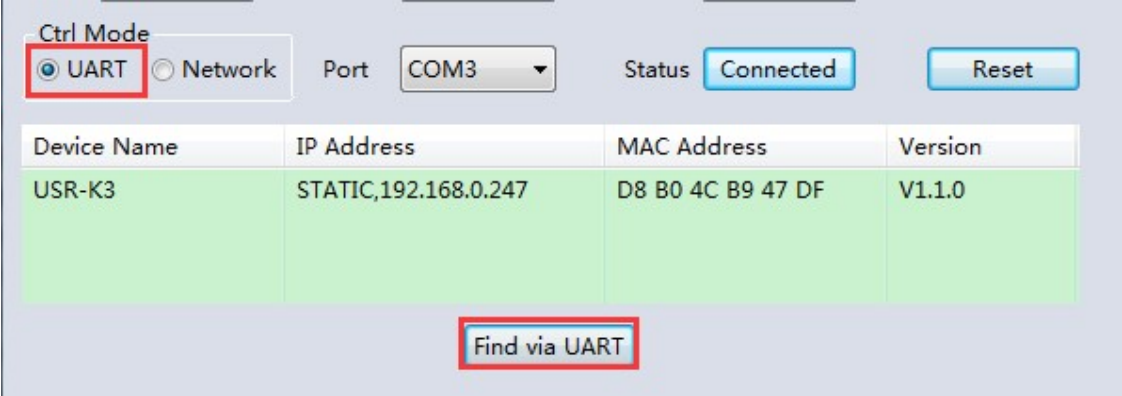 Ctrl Mode
UART Network Port COM3 Status Connected Reset
Device Name IP Address MAC Address Version
USR-K3 STATIC,192.168.0.247 D8 B0 4C B9 47 DF V1.1.0
Find via UART